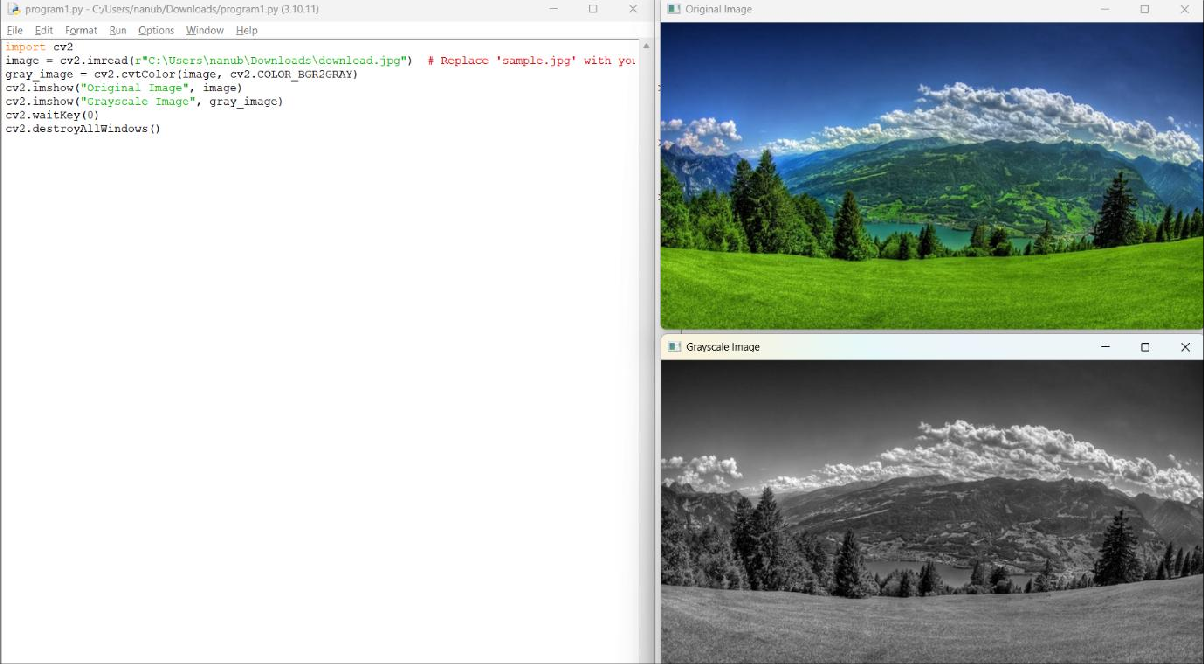 program1.py - C:/Users/nanub/Downloads/program1.py (3.10.11)
File Edit Format Run Options Window Help
import cv2
image = cv2.imread(r"C:\Users\nanub\Downloads\download.jpg")  # Replace 'sample.jpg' with you
gray_image = cv2.cvtColor(image, cv2.COLOR_BGR2GRAY)
cv2.imshow("Original Image", image)
cv2.imshow("Grayscale Image", gray_image)
cv2.waitKey(0)
cv2.destroyAllWindows()
Original Image
Grayscale Image